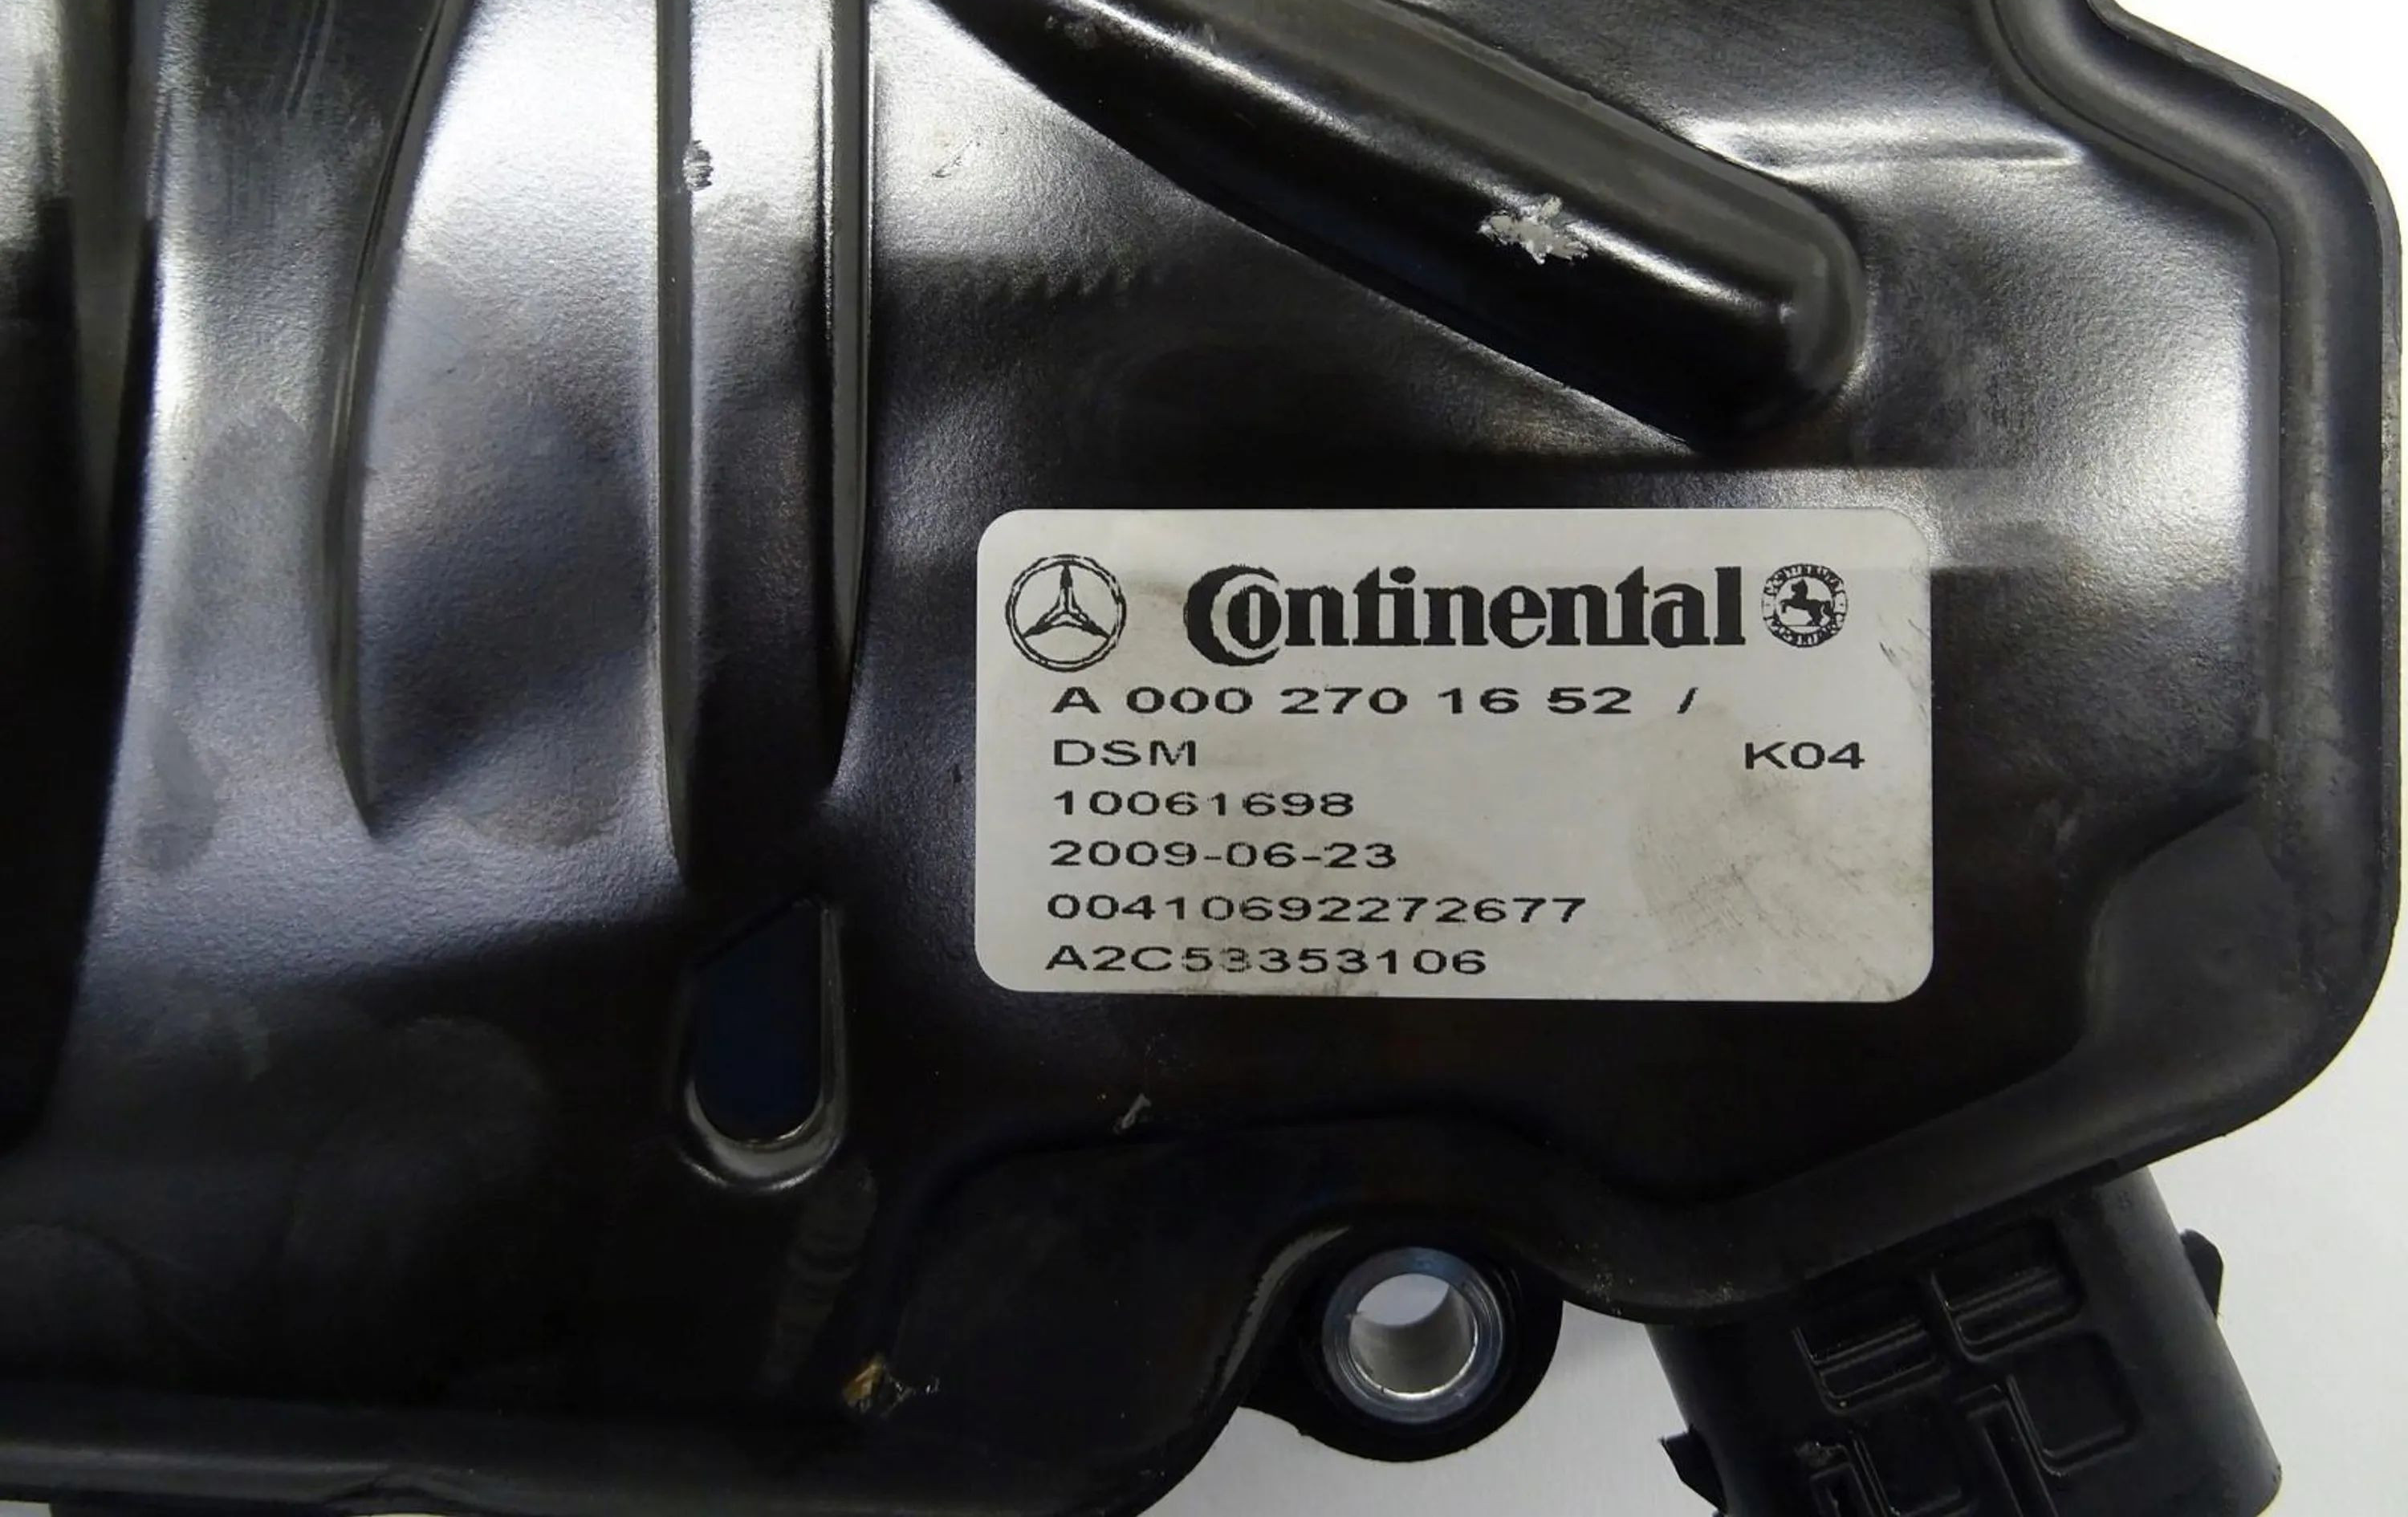 Continental
A 000 270 16 52 /
DSM K04
10061698
2009-06-23
00410692272677
A2C53353106